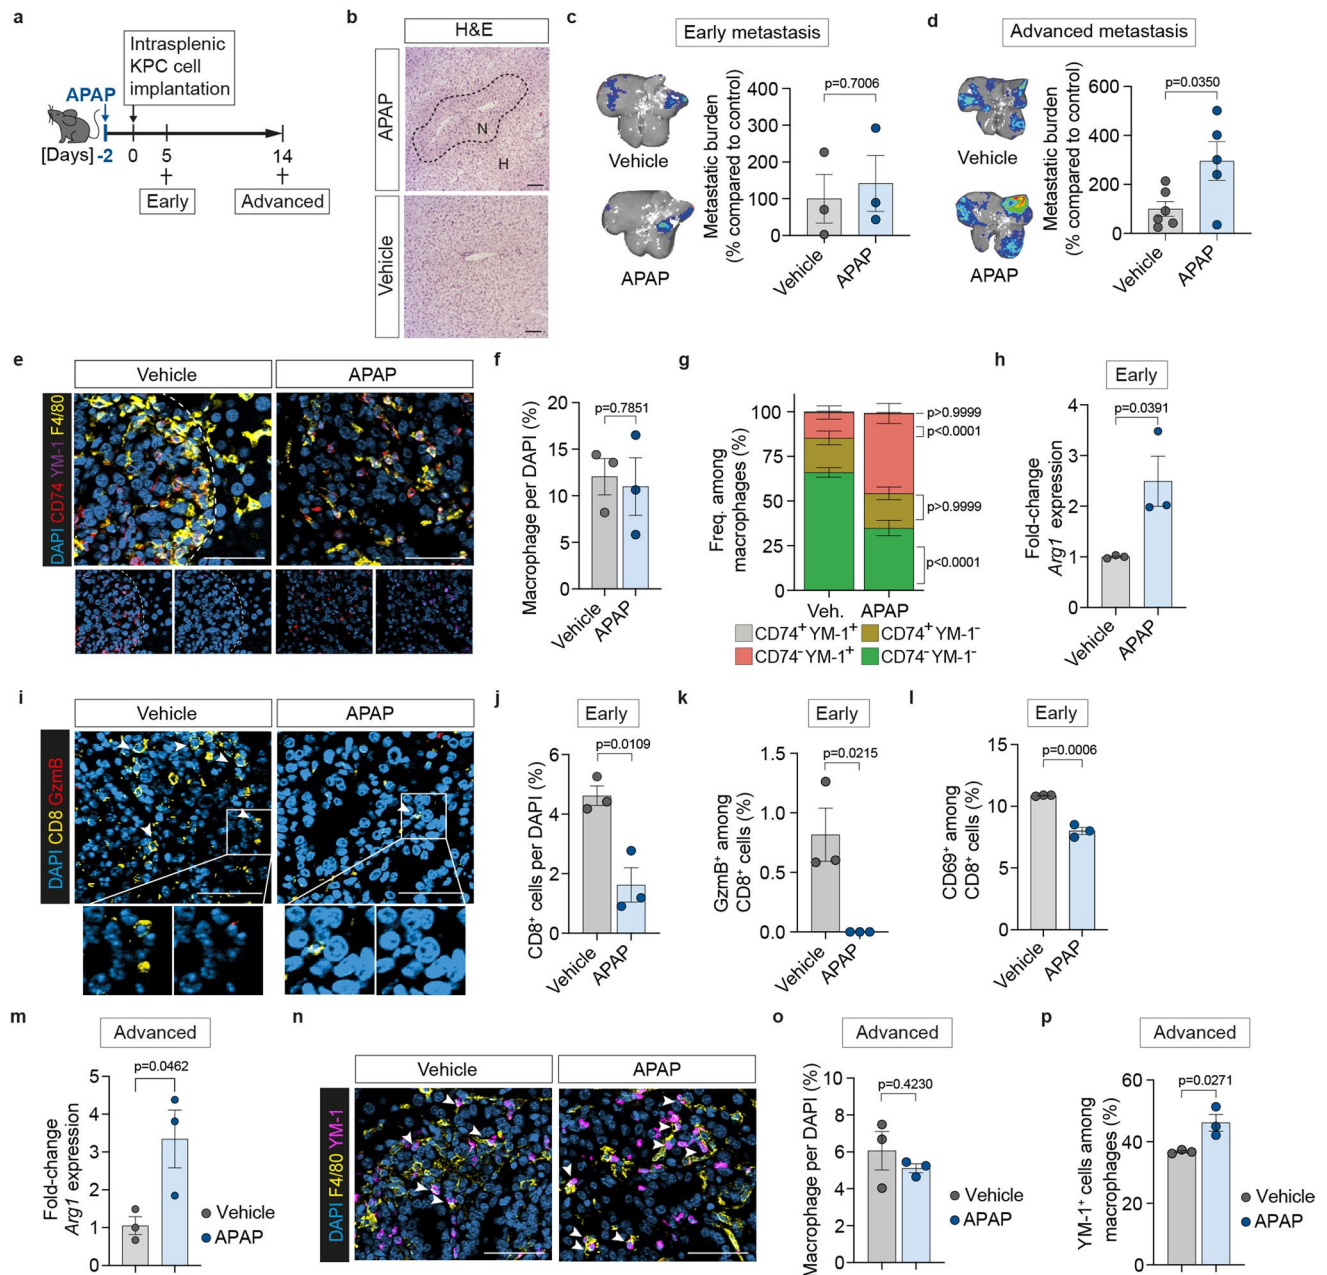 a
Intrasplenic
KPC cell
implantation
APAP
[Days] -2 0 5 14
Early
Advanced
b
H&E
APAP
N
H
Vehicle
c
Early metastasis
Vehicle
APAP
Metastatic burden
(% compared to control)
400
300
200
100
0
p=0.7006
Vehicle
APAP
d
Advanced metastasis
Vehicle
APAP
Metastatic burden
(% compared to control)
600
400
200
0
p=0.0350
Vehicle
APAP
e
Vehicle
APAP
DAPI CD74 YM-1 F4/80
f
Macrophage per DAPI (%)
20
15
10
5
0
p=0.7851
Vehicle
APAP
g
Freq. among
macrophages (%)
100
75
50
25
0
p>0.9999
p<0.0001
p>0.9999
p<0.0001
Veh. APAP
CD74⁺YM-1⁺ CD74⁺YM-1⁻
CD74⁻YM-1⁺ CD74⁻YM-1⁻
h
Early
Fold-change
Arg1 expression
4
3
2
1
0
p=0.0391
Vehicle
APAP
i
Vehicle
APAP
DAPI CD8 GzmB
j
Early
CD8⁺ cells per DAPI (%)
6
4
2
0
p=0.0109
Vehicle
APAP
k
Early
GzmB⁺ among
CD8⁺ cells (%)
1.5
1.0
0.5
0.0
p=0.0215
Vehicle
APAP
l
Early
CD69⁺ among
CD8⁺ cells (%)
15
10
5
0
p=0.0006
Vehicle
APAP
m
Advanced
Fold-change
Arg1 expression
5
4
3
2
1
0
p=0.0462
Vehicle
APAP
n
Vehicle
APAP
DAPI F4/80 YM-1
o
Advanced
Macrophage per DAPI (%)
10
8
6
4
2
0
p=0.4230
p
Advanced
YM-1⁺ cells among
macrophages (%)
60
40
20
0
p=0.0271
Vehicle
APAP